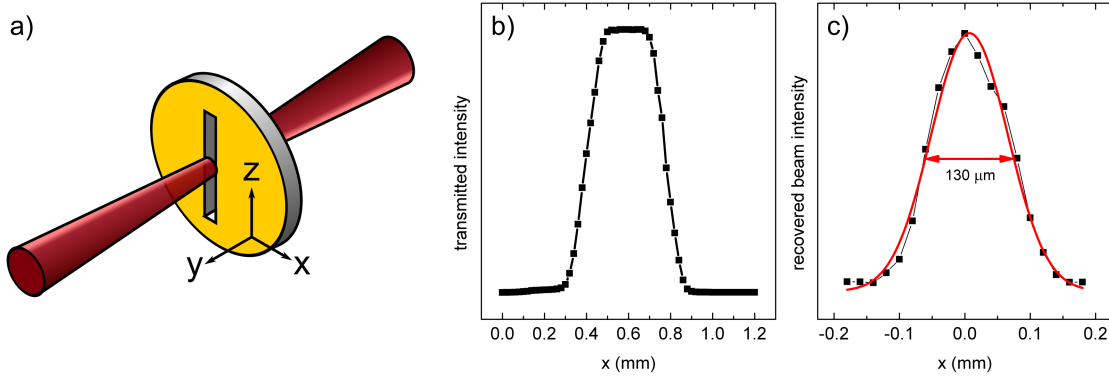 a)
z
y
x
b)
transmitted intensity
0.0 0.2 0.4 0.6 0.8 1.0 1.2
x (mm)
c)
recovered beam intensity
130 μm
-0.2 -0.1 0.0 0.1 0.2
x (mm)